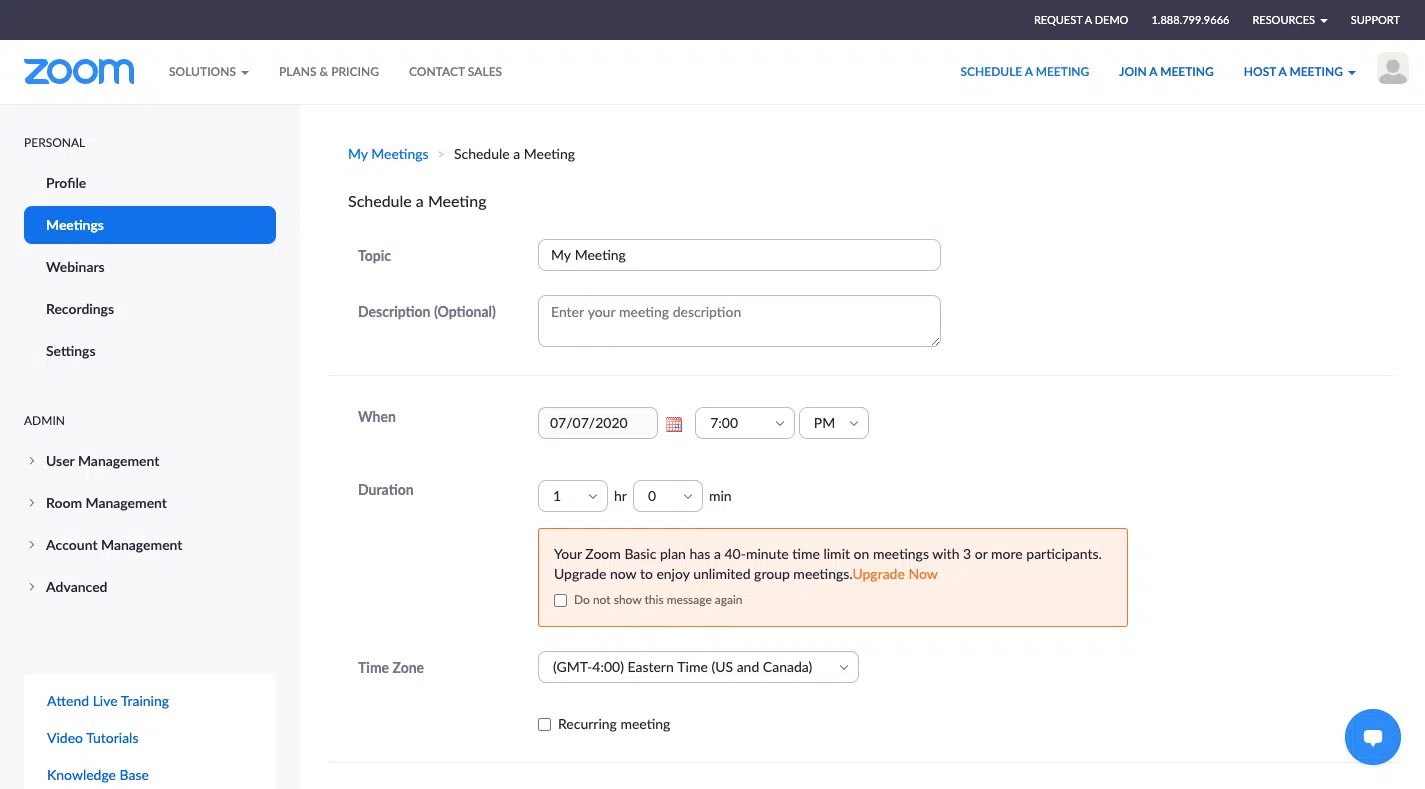 REQUEST A DEMO 1.888.799.9666 RESOURCES SUPPORT
zoom SOLUTIONS PLANS & PRICING CONTACT SALES SCHEDULE A MEETING JOIN A MEETING HOST A MEETING
PERSONAL
Profile
Meetings
Webinars
Recordings
Settings
ADMIN
User Management
Room Management
Account Management
Advanced
Attend Live Training
Video Tutorials
Knowledge Base
My Meetings > Schedule a Meeting
Schedule a Meeting
Topic My Meeting
Description (Optional) Enter your meeting description
When 07/07/2020 7:00 PM
Duration 1 hr 0 min
Your Zoom Basic plan has a 40-minute time limit on meetings with 3 or more participants.
Upgrade now to enjoy unlimited group meetings.Upgrade Now
Do not show this message again
Time Zone (GMT-4:00) Eastern Time (US and Canada)
Recurring meeting